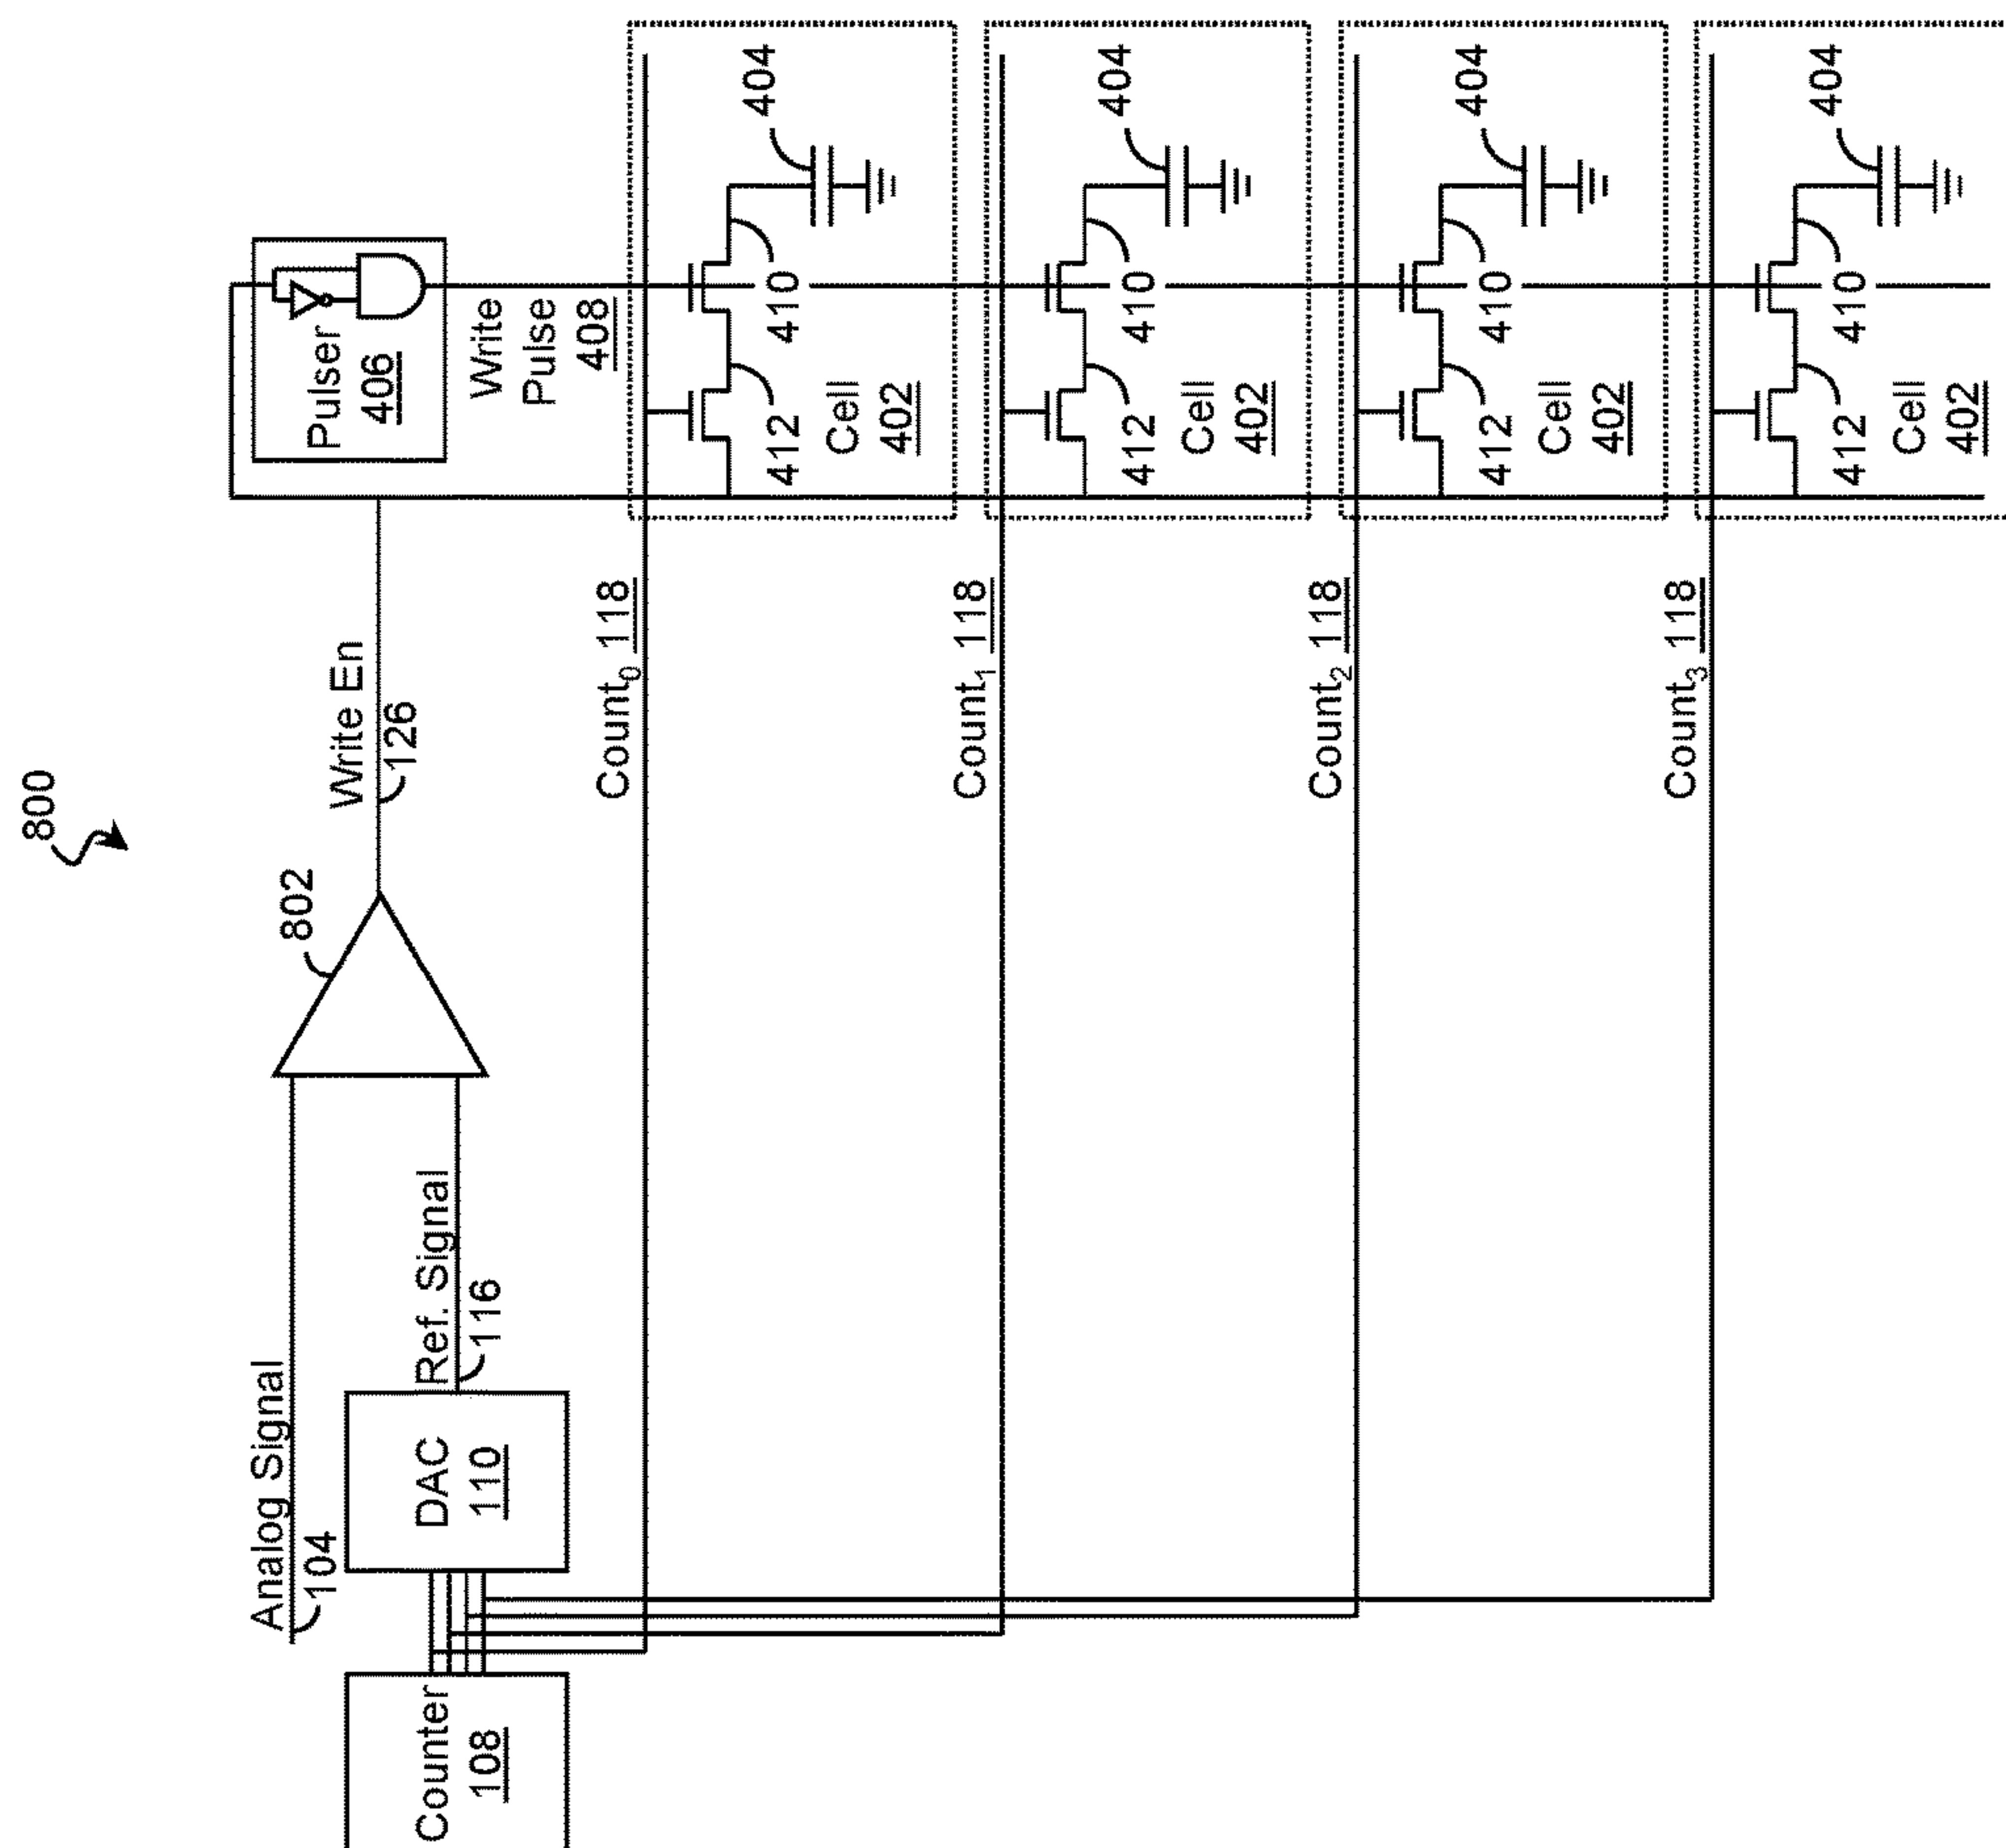 800
Analog Signal
104
Counter
108
DAC
110
Ref. Signal
116
802
Write En
126
Pulser
406
Write
Pulse
408
Count0 118
412
410
404
Cell
402
Count1 118
412
410
404
Cell
402
Count2 118
412
410
404
Cell
402
Count3 118
412
410
404
Cell
402